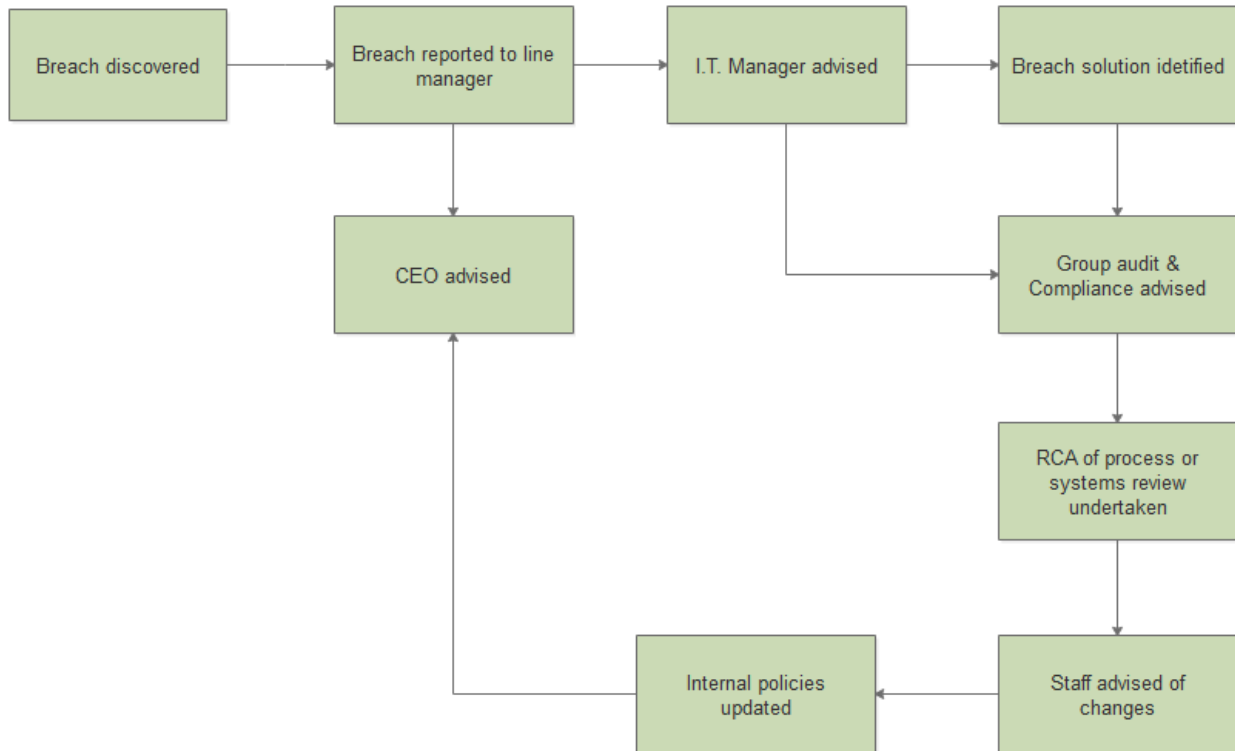 Breach discovered
Breach reported to line
manager
I.T. Manager advised
Breach solution idetified
CEO advised
Group audit &
Compliance advised
RCA of process or
systems review
undertaken
Internal policies
updated
Staff advised of
changes